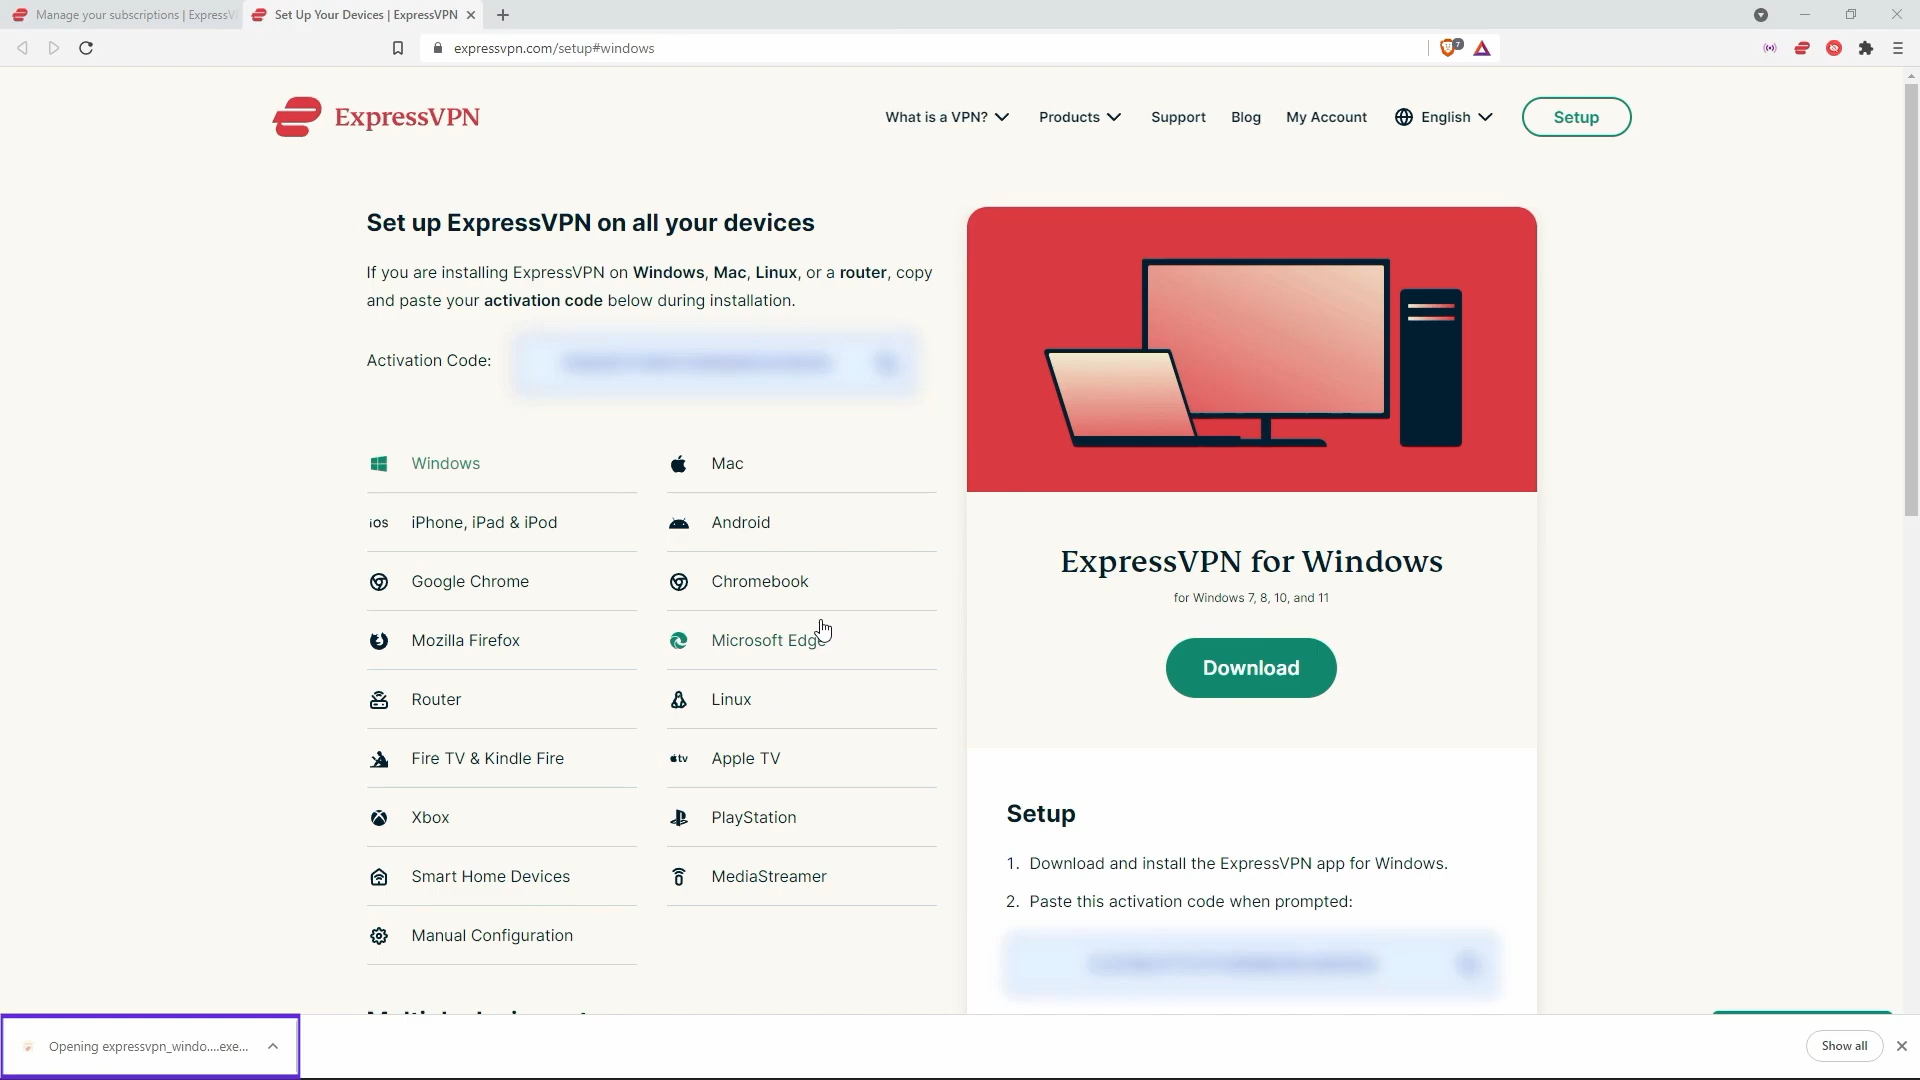 Manage your subscriptions | ExpressV
Set Up Your Devices | ExpressVPN
expressvpn.com/setup#windows
7
ExpressVPN
What is a VPN?
Products
Support
Blog
My Account
English
Setup
Set up ExpressVPN on all your devices
If you are installing ExpressVPN on Windows, Mac, Linux, or a router, copy
and paste your activation code below during installation.
Activation Code:
Windows
Mac
iOS
iPhone, iPad & iPod
Android
Google Chrome
Chromebook
Mozilla Firefox
Microsoft Edge
Router
Linux
Fire TV & Kindle Fire
tv
Apple TV
Xbox
PlayStation
Smart Home Devices
MediaStreamer
Manual Configuration
ExpressVPN for Windows
for Windows 7, 8, 10, and 11
Download
Setup
1. Download and install the ExpressVPN app for Windows.
2. Paste this activation code when prompted:
Opening expressvpn_windo....exe...
Show all